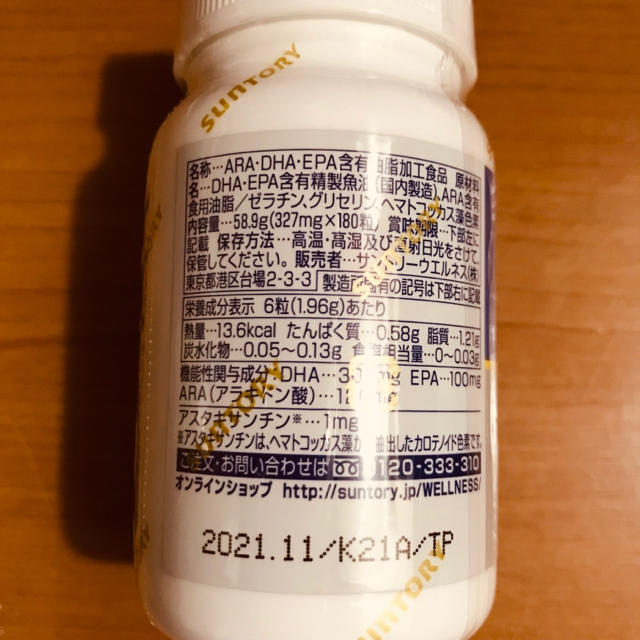 SUNTORY
名称…ARA・DHA・EPA含有油脂加工食品 原材料
名…DHA・EPA含有精製魚油(国内製造)、ARA含有
食用油脂/ゼラチン、グリセリン、ヘマトコッカス藻色素
内容量…58.9g(327mg×180粒) 賞味期限…下部左に
記載 保存方法…高温・高湿及び直射日光をさけて、
保管してください。 販売者…サントリーウエルネス(株)
東京都港区台場2-3-3 製造所固有の記号は下部右に記載
栄養成分表示 6粒(1.96g)あたり
熱量…13.6kcal たんぱく質…0.58g 脂質…1.21g
炭水化物…0.05〜0.13g 食塩相当量…0〜0.03g
機能性関与成分 DHA… EPA…100mg
ARA(アラキドン酸)…
アスタキサンチン※…1mg
※アスタキサンチンは、ヘマトコッカス藻から抽出したカロテノイド色素です。
ご注文・お問い合わせは 0120-333-310
オンラインショップ http://suntory.jp/WELLNESS/
2021.11/K21A/TP
SUNTORY
SUNTORY
SUNTORY